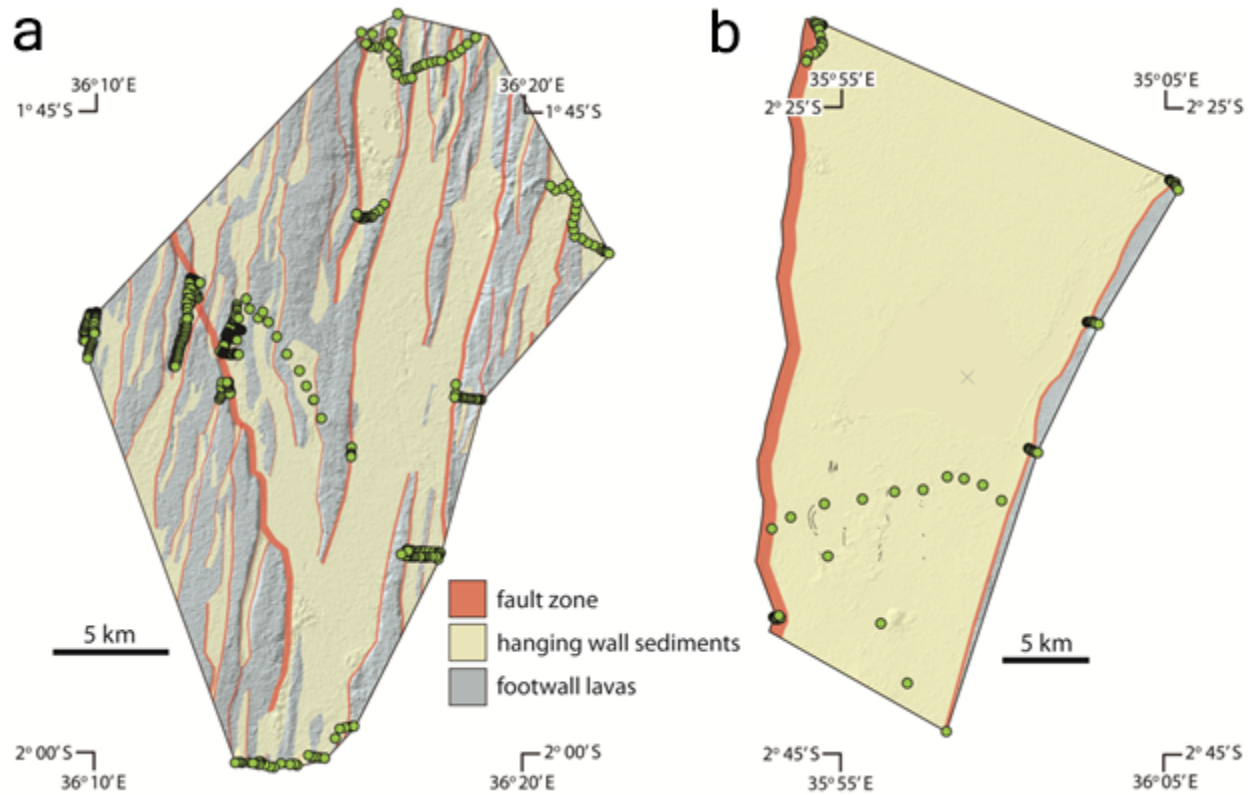 a
b
36° 10' E
1° 45' S
36° 20' E
1° 45' S
35° 55' E
2° 25' S
35° 05' E
2° 25' S
fault zone
hanging wall sediments
footwall lavas
5 km
5 km
2° 00' S
36° 10' E
2° 00' S
36° 20' E
2° 45' S
35° 55' E
2° 45' S
36° 05' E